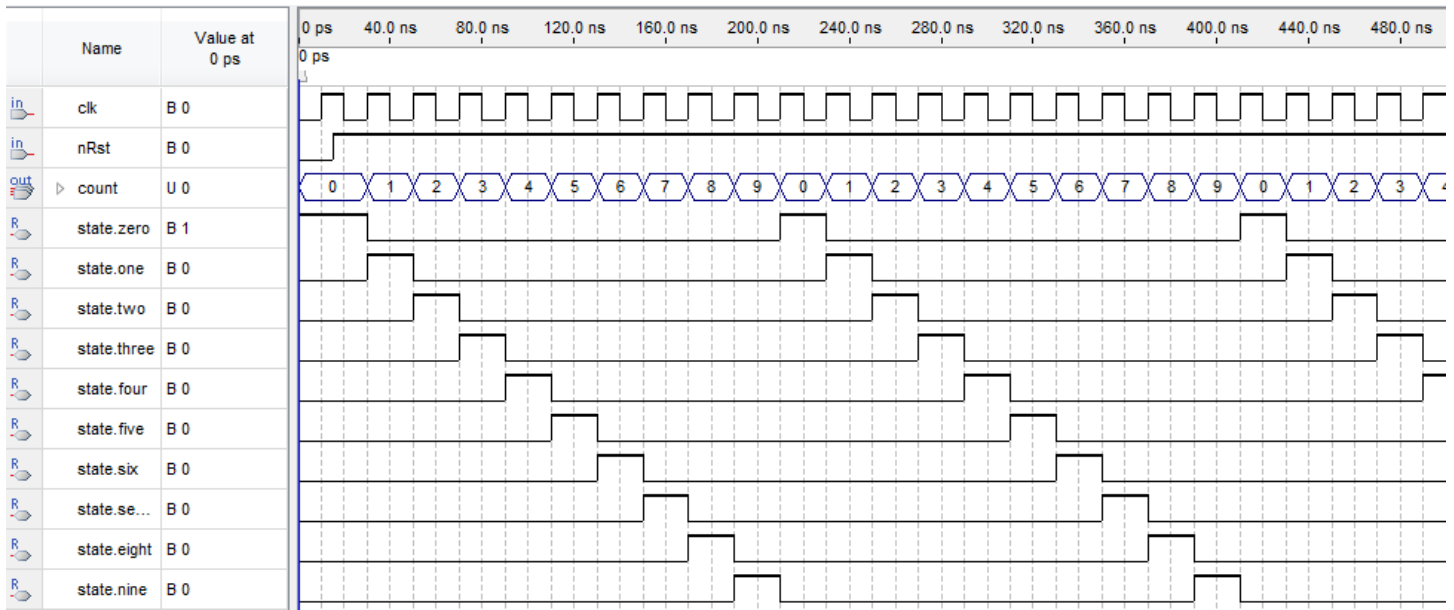 Name
Value at
0 ps
0 ps 40.0 ns 80.0 ns 120.0 ns 160.0 ns 200.0 ns 240.0 ns 280.0 ns 320.0 ns 360.0 ns 400.0 ns 440.0 ns 480.0 ns
0 ps
in clk B 0
in nRst B 0
out count U 0 0 1 2 3 4 5 6 7 8 9 0 1 2 3 4 5 6 7 8 9 0 1 2 3 4
R state.zero B 1
R state.one B 0
R state.two B 0
R state.three B 0
R state.four B 0
R state.five B 0
R state.six B 0
R state.se... B 0
R state.eight B 0
R state.nine B 0